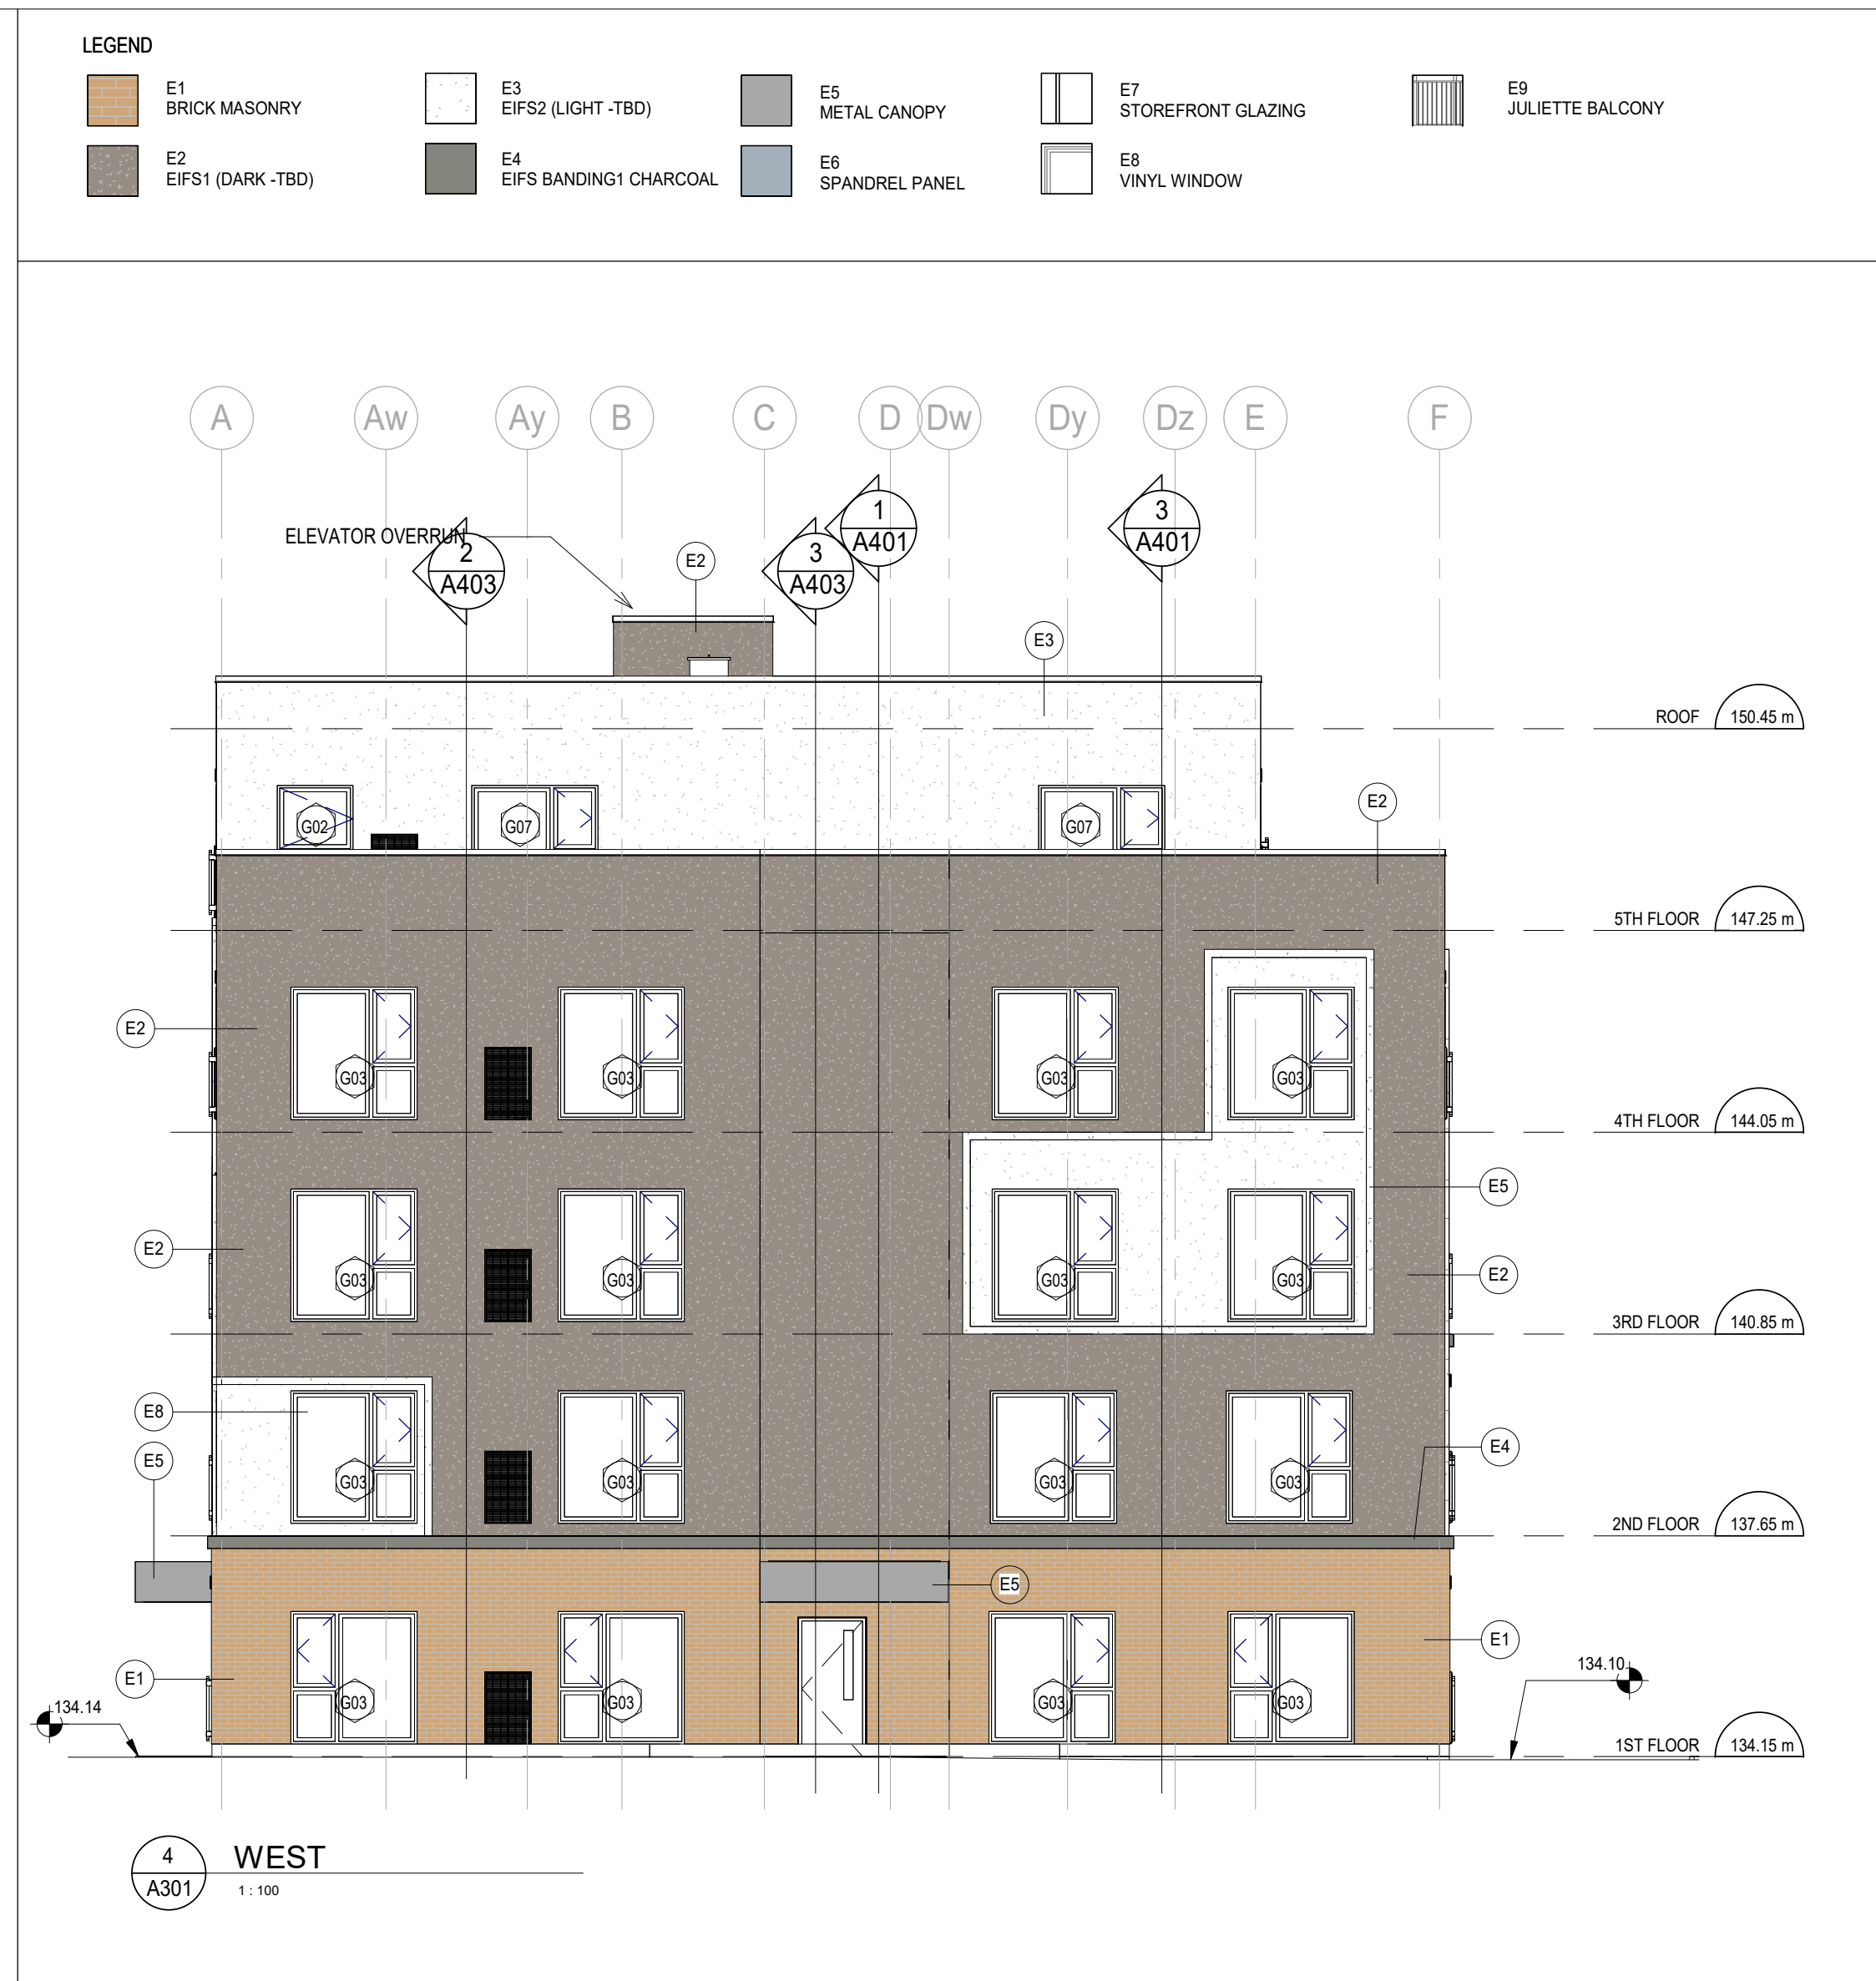 LEGEND
E1
BRICK MASONRY
E3
EIFS2 (LIGHT -TBD)
E5
METAL CANOPY
E7
STOREFRONT GLAZING
E9
JULIETTE BALCONY
E2
EIFS1 (DARK -TBD)
E4
EIFS BANDING1 CHARCOAL
E6
SPANDREL PANEL
E8
VINYL WINDOW
A Aw Ay B C D Dw Dy Dz E F
ELEVATOR OVERRUN
2
A403
E2
3
A403
1
A401
3
A401
E3
ROOF 150.45 m
G02 G07 G07
E2
5TH FLOOR 147.25 m
E2
G03 G03 G03 G03
4TH FLOOR 144.05 m
E5
E2
G03 G03 G03 G03
E2
3RD FLOOR 140.85 m
E8
E5
G03 G03 G03 G03
E4
2ND FLOOR 137.65 m
E5
E1
E1
G03 G03 G03 G03
134.14
134.10
1ST FLOOR 134.15 m
4
A301
WEST
1 : 100